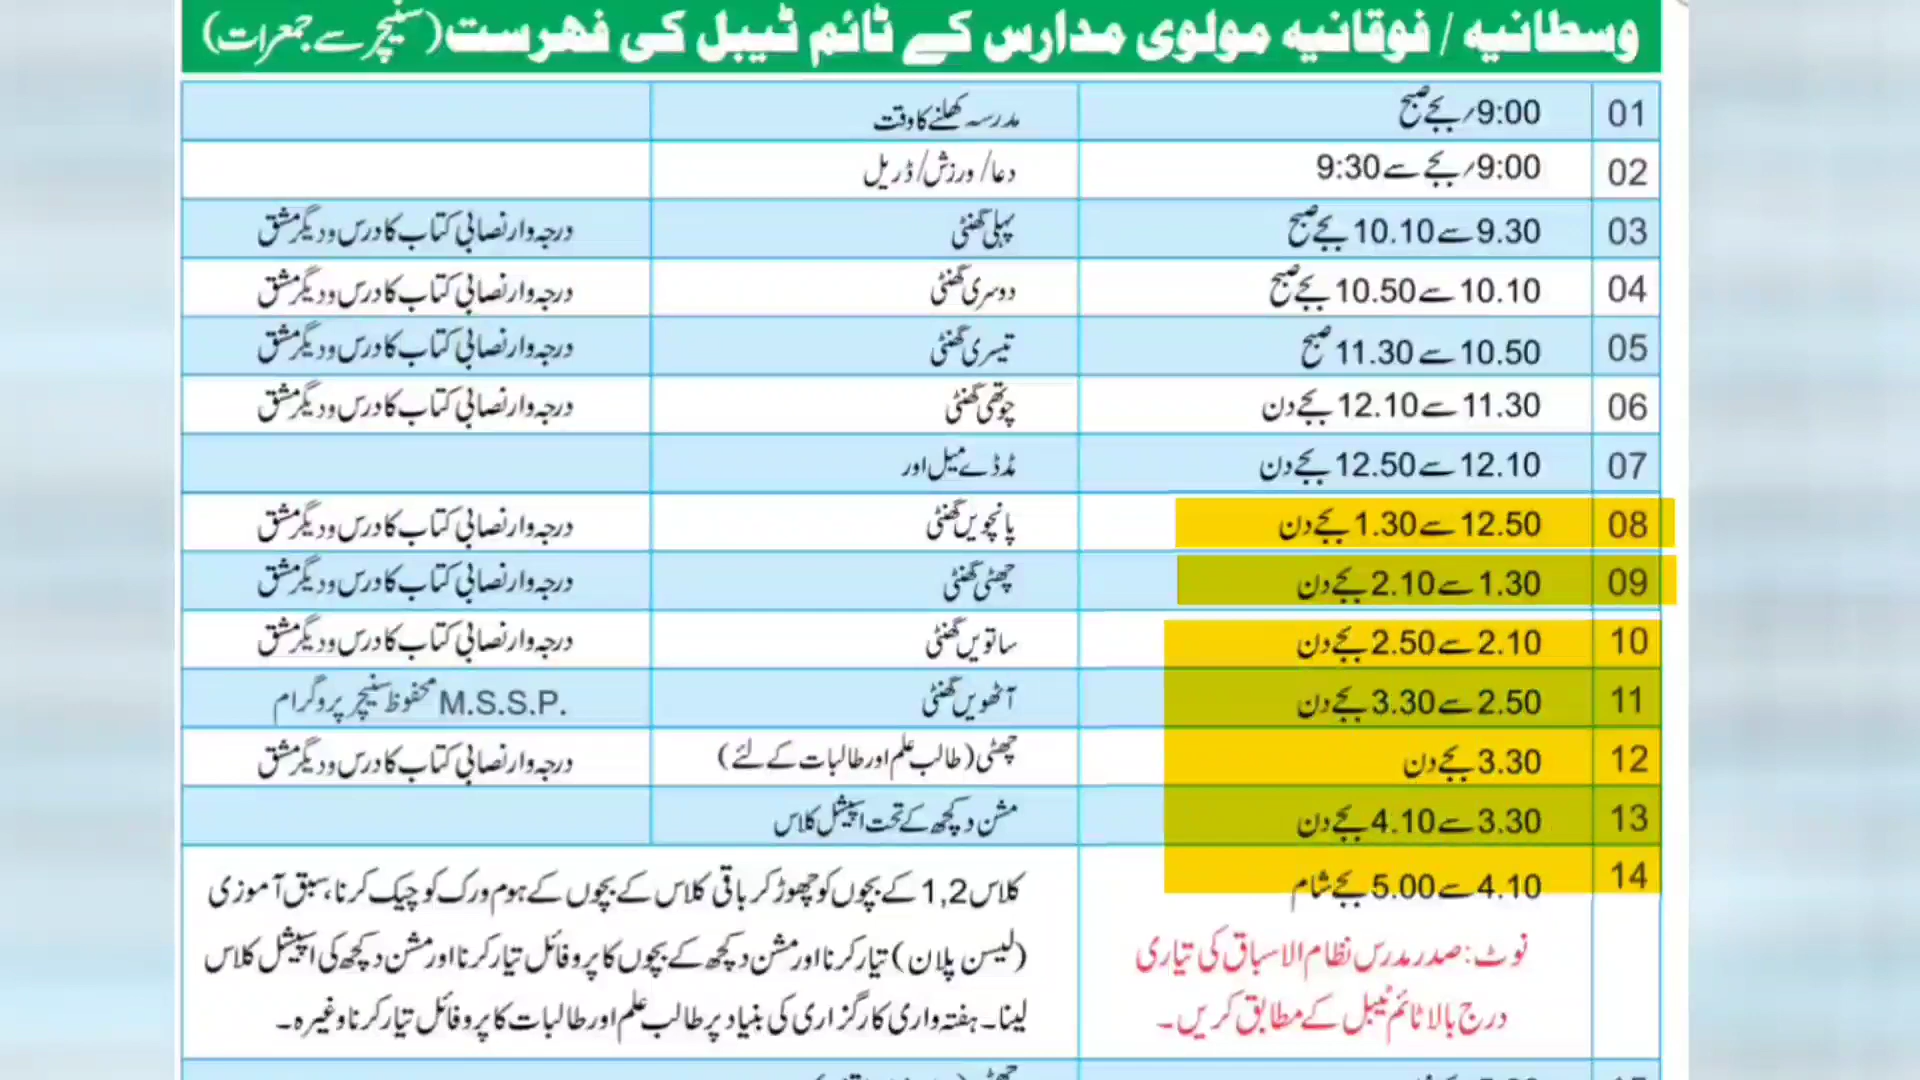 وسطانیہ / فوقانیہ مولوی مدارس کے ٹائم ٹیبل کی فہرست (سنیچر سے جمعرات)
01 9:00؍ بجے صبح مدرسہ کھلنے کا وقت
02 9:00؍ بجے سے 9:30 دعا/ ورزش/ ڈریل
03 9.30 سے 10.10 بجے صبح پہلی گھنٹی درجہ وار نصابی کتاب کا درس و دیگر مشق
04 10.10 سے 10.50 بجے صبح دوسری گھنٹی درجہ وار نصابی کتاب کا درس و دیگر مشق
05 10.50 سے 11.30 صبح تیسری گھنٹی درجہ وار نصابی کتاب کا درس و دیگر مشق
06 11.30 سے 12.10 بجے دن چوتھی گھنٹی درجہ وار نصابی کتاب کا درس و دیگر مشق
07 12.10 سے 12.50 بجے دن مڈڈے میل اور
08 12.50 سے 1.30 بجے دن پانچویں گھنٹی درجہ وار نصابی کتاب کا درس و دیگر مشق
09 1.30 سے 2.10 بجے دن چھٹی گھنٹی درجہ وار نصابی کتاب کا درس و دیگر مشق
10 2.10 سے 2.50 بجے دن ساتویں گھنٹی درجہ وار نصابی کتاب کا درس و دیگر مشق
11 2.50 سے 3.30 بجے دن آٹھویں گھنٹی M.S.S.P. محفوظ سنیچر پروگرام
12 3.30 بجے دن چھٹی (طالب علم اور طالبات کے لئے) درجہ وار نصابی کتاب کا درس و دیگر مشق
13 3.30 سے 4.10 بجے دن مشن دکچھ کے تحت اسپیشل کلاس
14 4.10 سے 5.00 بجے شام کلاس 1,2 کے بچوں کو چھوڑ کر باقی کلاس کے بچوں کے ہوم ورک کو چیک کرنا، سبق آموزی
نوٹ: صدر مدرس نظام الاسباق کی تیاری (لیسن پلان) تیار کرنا اور مشن دکچھ کے بچوں کا پروفائل تیار کرنا اور مشن دکچھ کی اسپیشل کلاس
درج بالا ٹائم ٹیبل کے مطابق کریں۔ لینا۔ ہفتہ واری کارگزاری کی بنیاد پر طالب علم اور طالبات کا پروفائل تیار کرنا وغیرہ۔